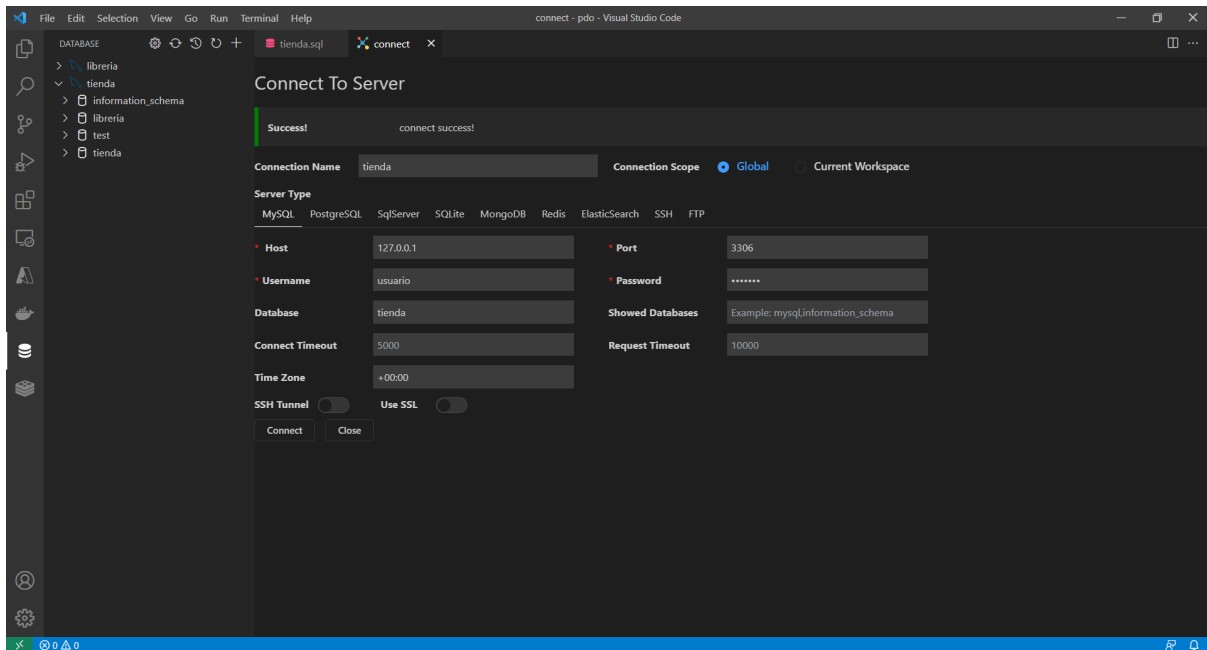 File Edit Selection View Go Run Terminal Help connect - pdo - Visual Studio Code
DATABASE
libreria
tienda
information_schema
libreria
test
tienda
tienda.sql connect
Connect To Server
Success! connect success!
Connection Name tienda Connection Scope Global Current Workspace
Server Type
MySQL PostgreSQL SqlServer SQLite MongoDB Redis ElasticSearch SSH FTP
* Host 127.0.0.1 * Port 3306
* Username usuario * Password •••••••
Database tienda Showed Databases Example: mysql,information_schema
Connect Timeout 5000 Request Timeout 10000
Time Zone +00:00
SSH Tunnel Use SSL
Connect Close
0 0